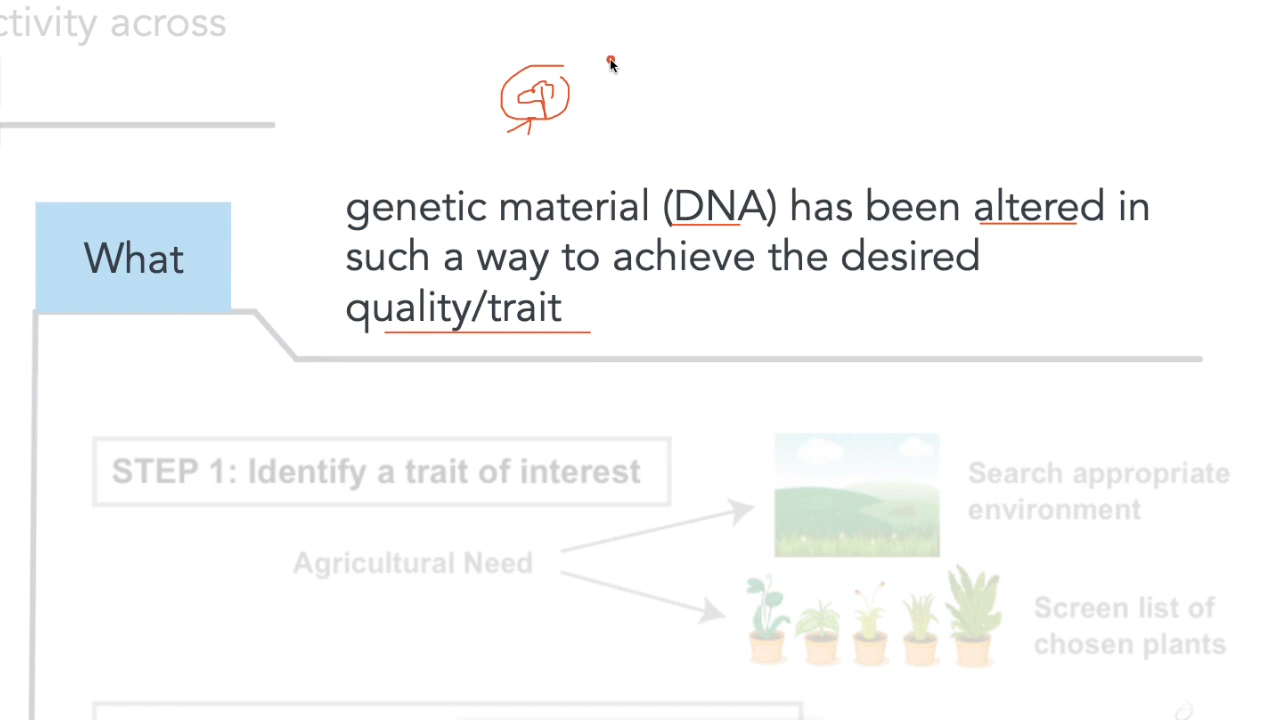 ctivity across
What
genetic material (DNA) has been altered in
such a way to achieve the desired
quality/trait
STEP 1: Identify a trait of interest
Agricultural Need
Search appropriate
environment
Screen list of
chosen plants